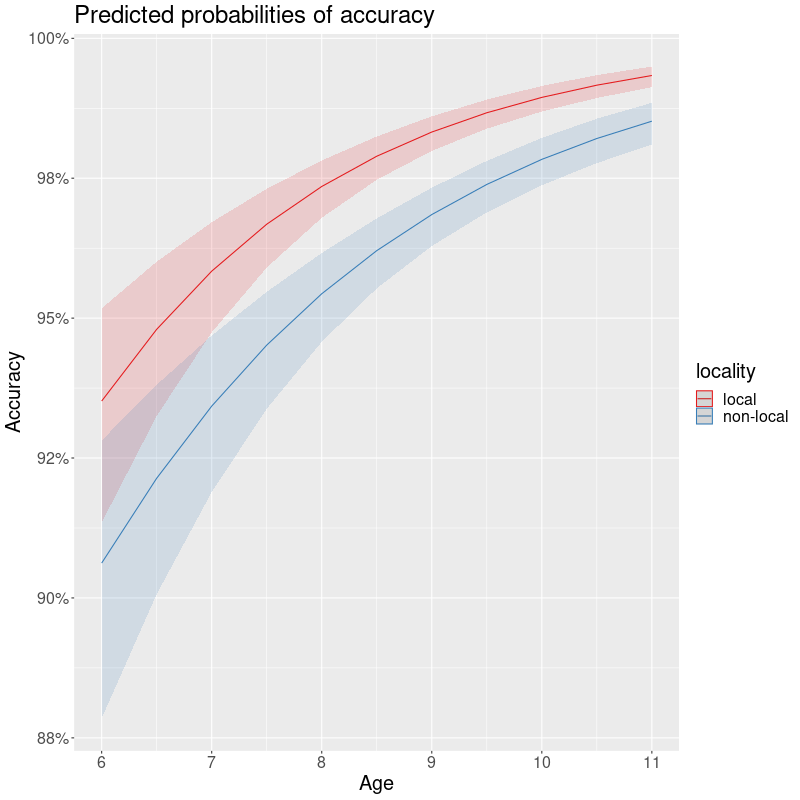 Predicted probabilities of accuracy
100%
98%
95%
92%
90%
88%
Accuracy
6 7 8 9 10 11
Age
locality
local
non-local